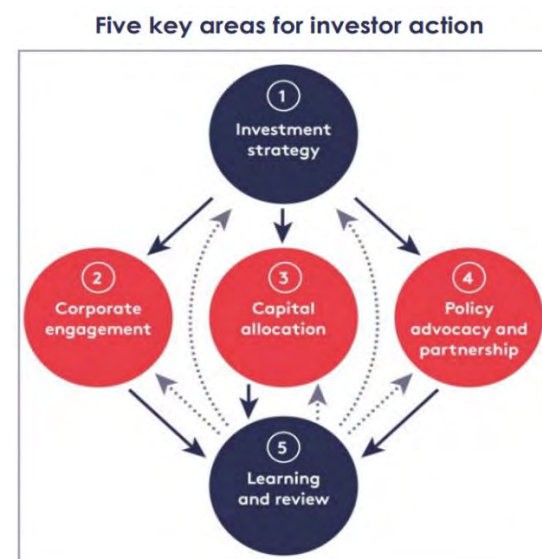 Five key areas for investor action
1
Investment
strategy
2
Corporate
engagement
3
Capital
allocation
4
Policy
advocacy and
partnership
5
Learning
and review